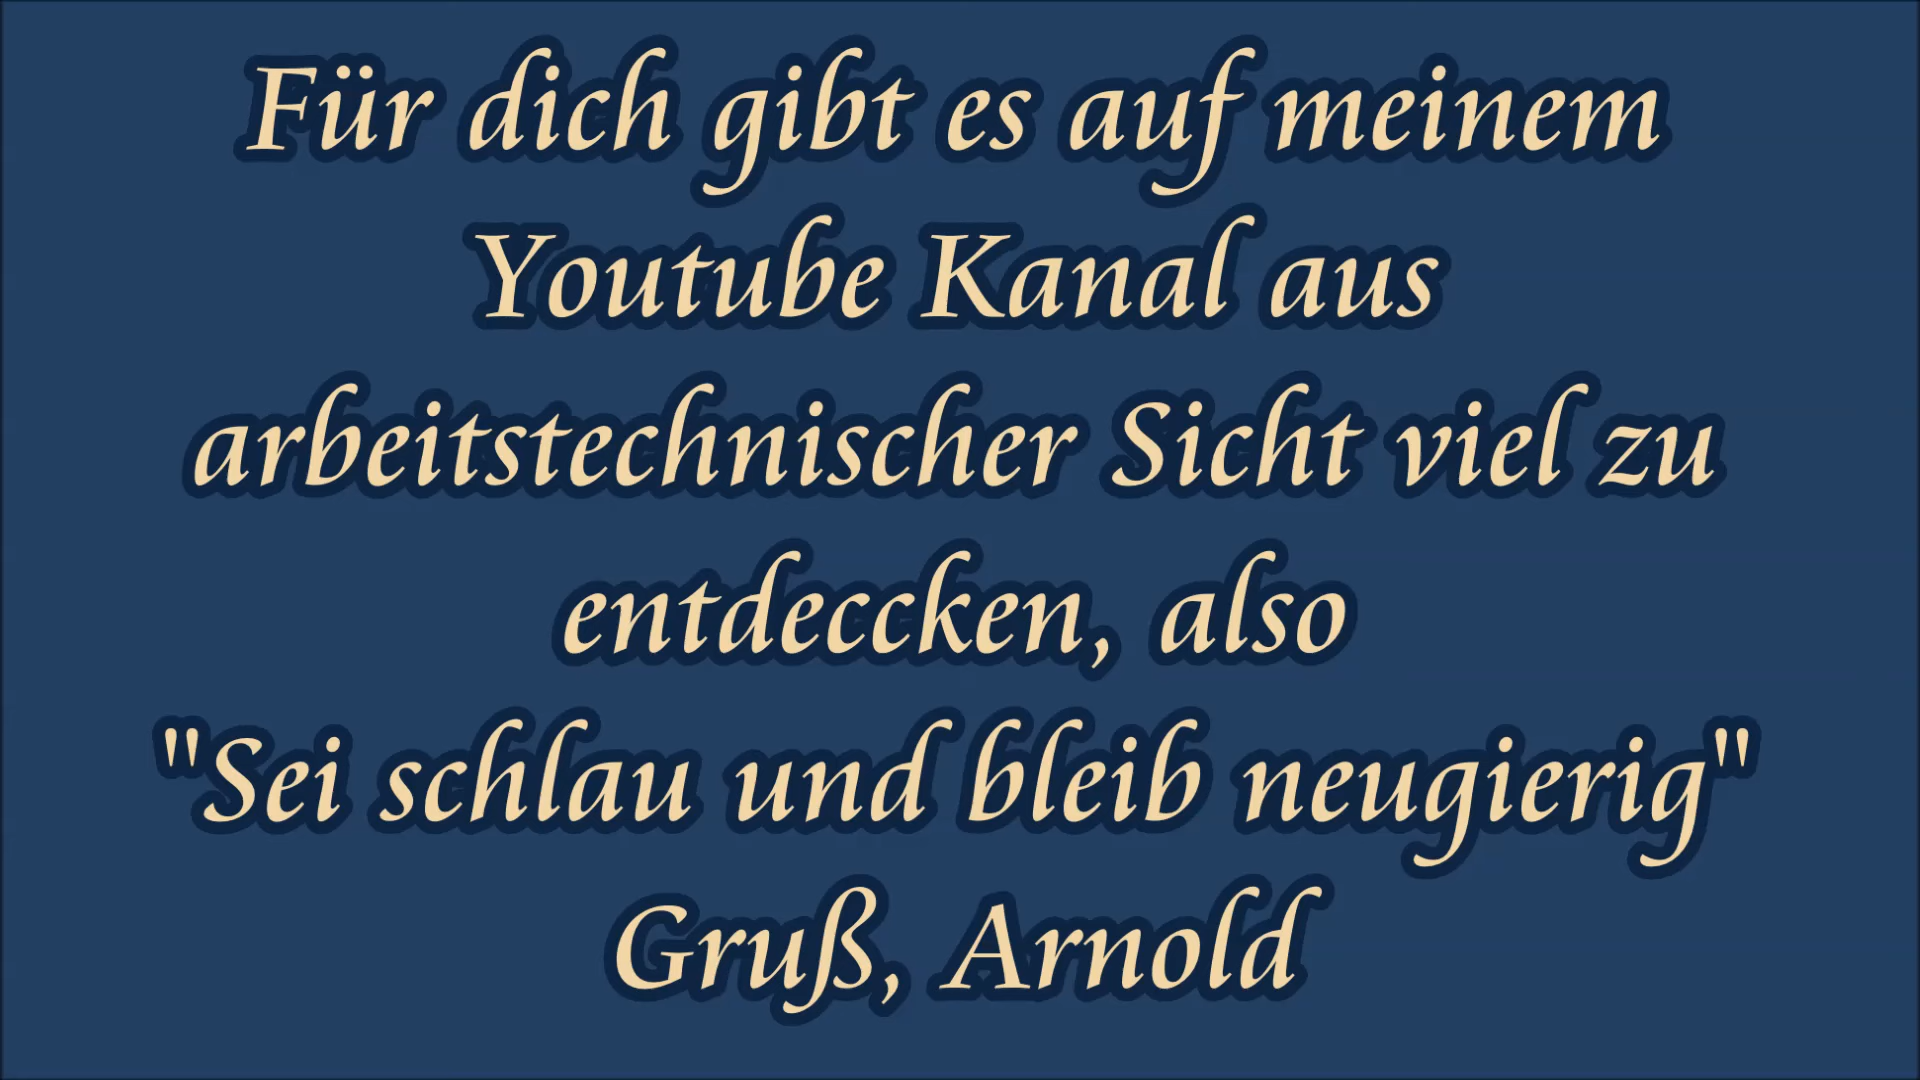 Für dich gibt es auf meinem
Youtube Kanal aus
arbeitstechnischer Sicht viel zu
entdeccken, also
"Sei schlau und bleib neugierig"
Gruß, Arnold